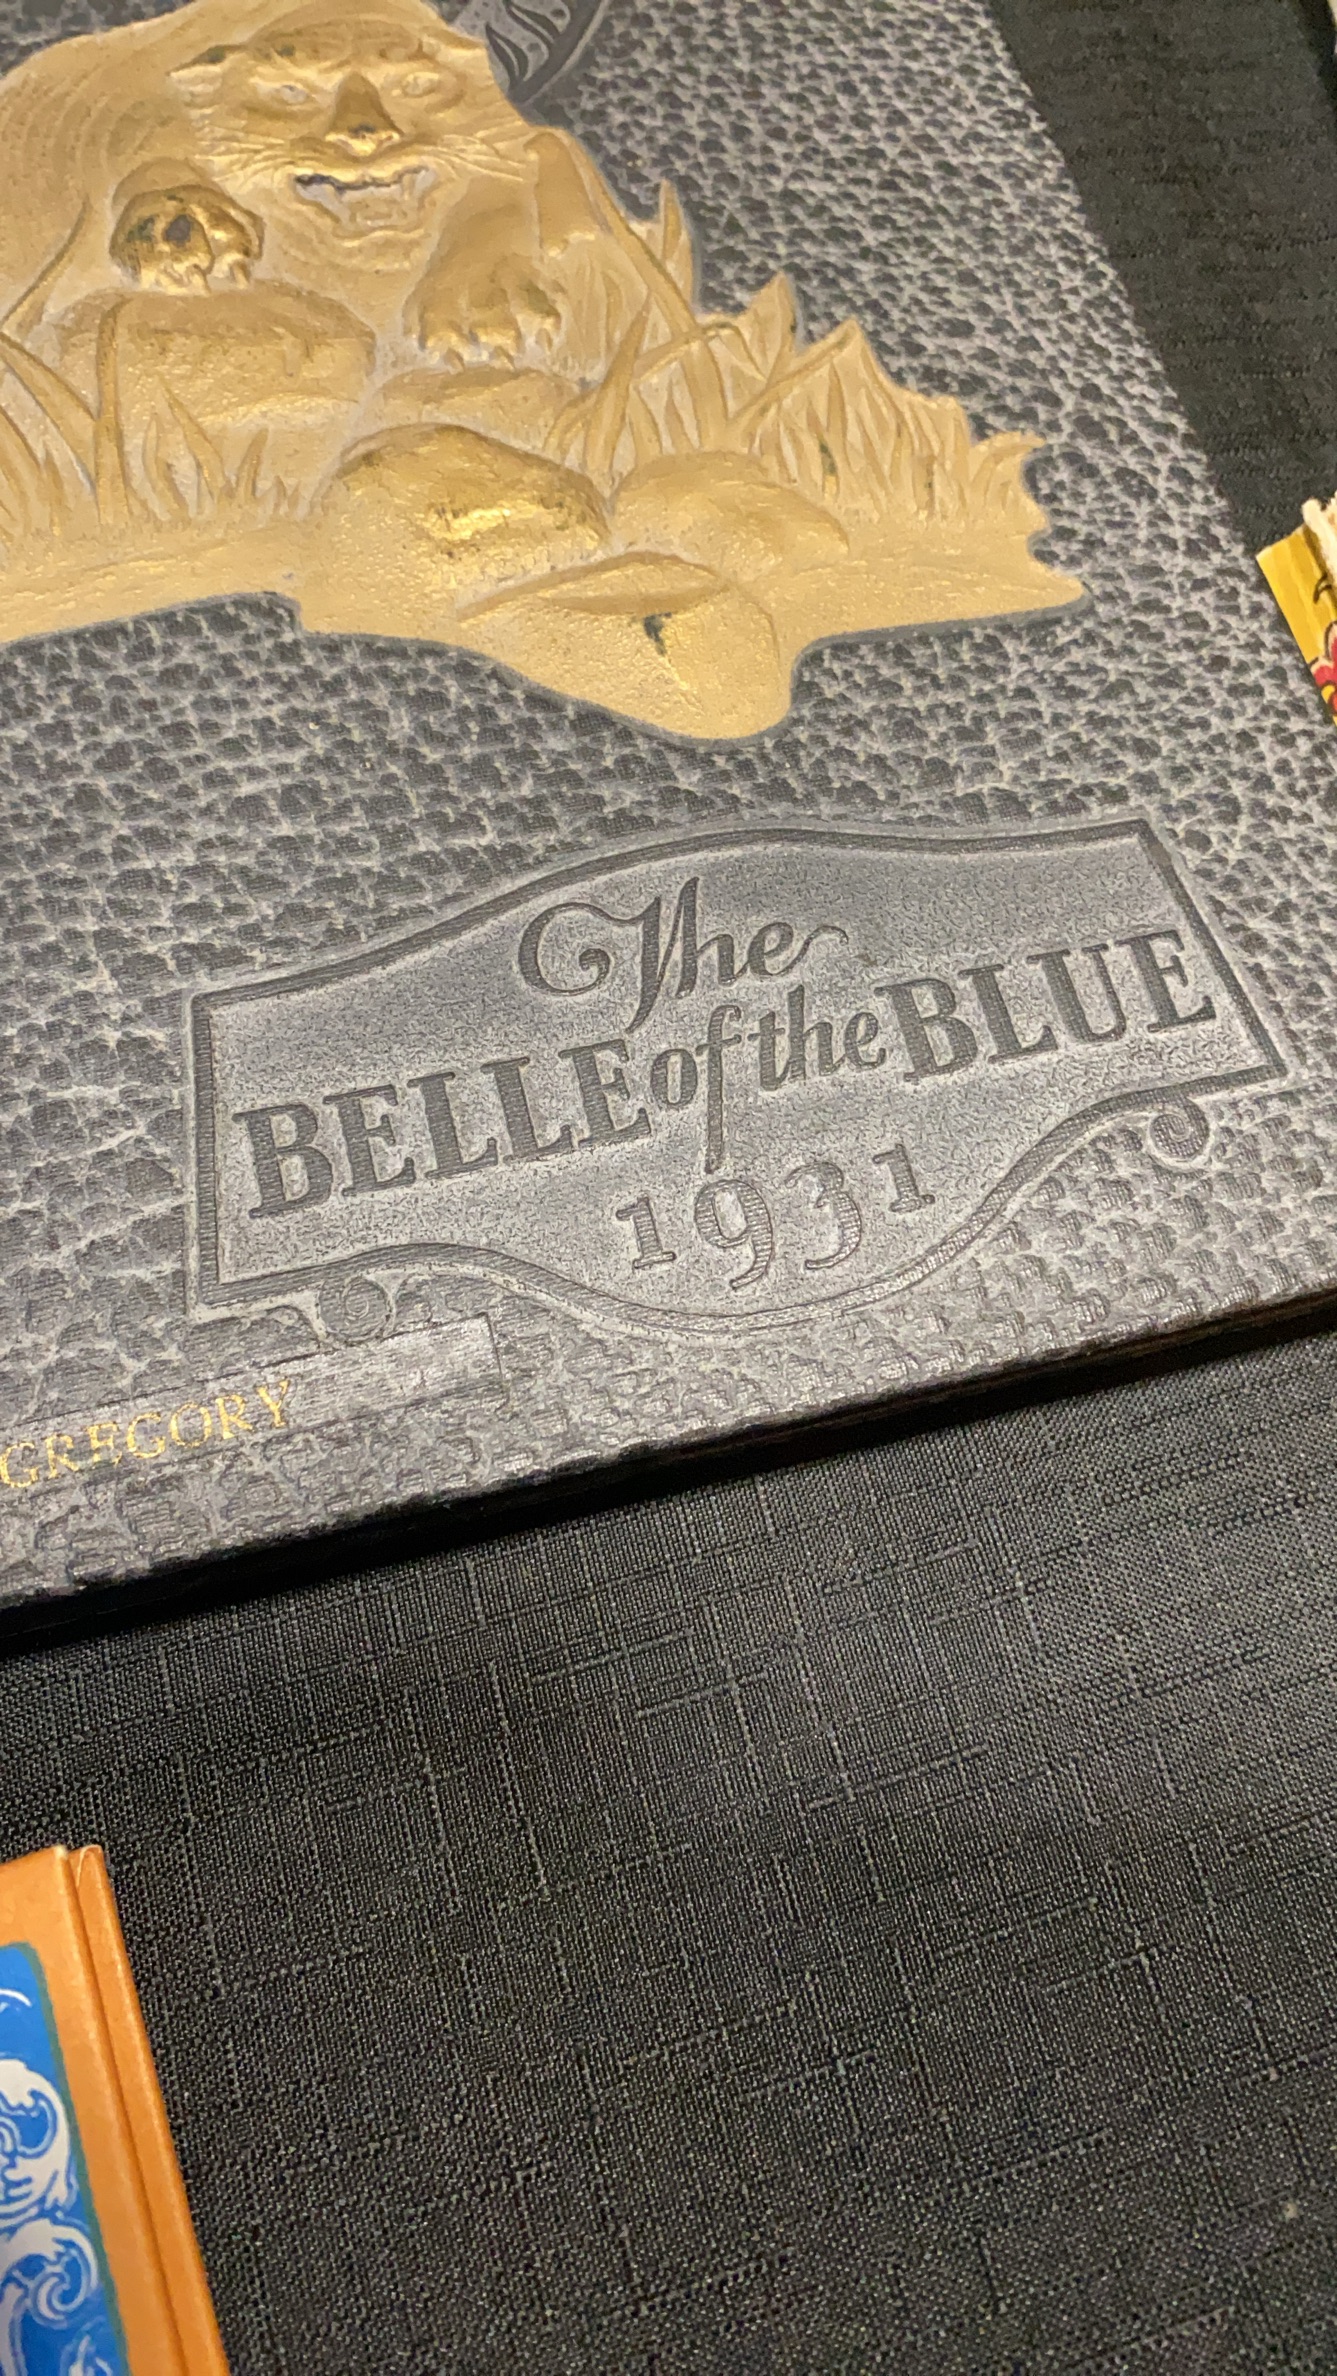 The
BELLE of the BLUE
1931
GREGORY